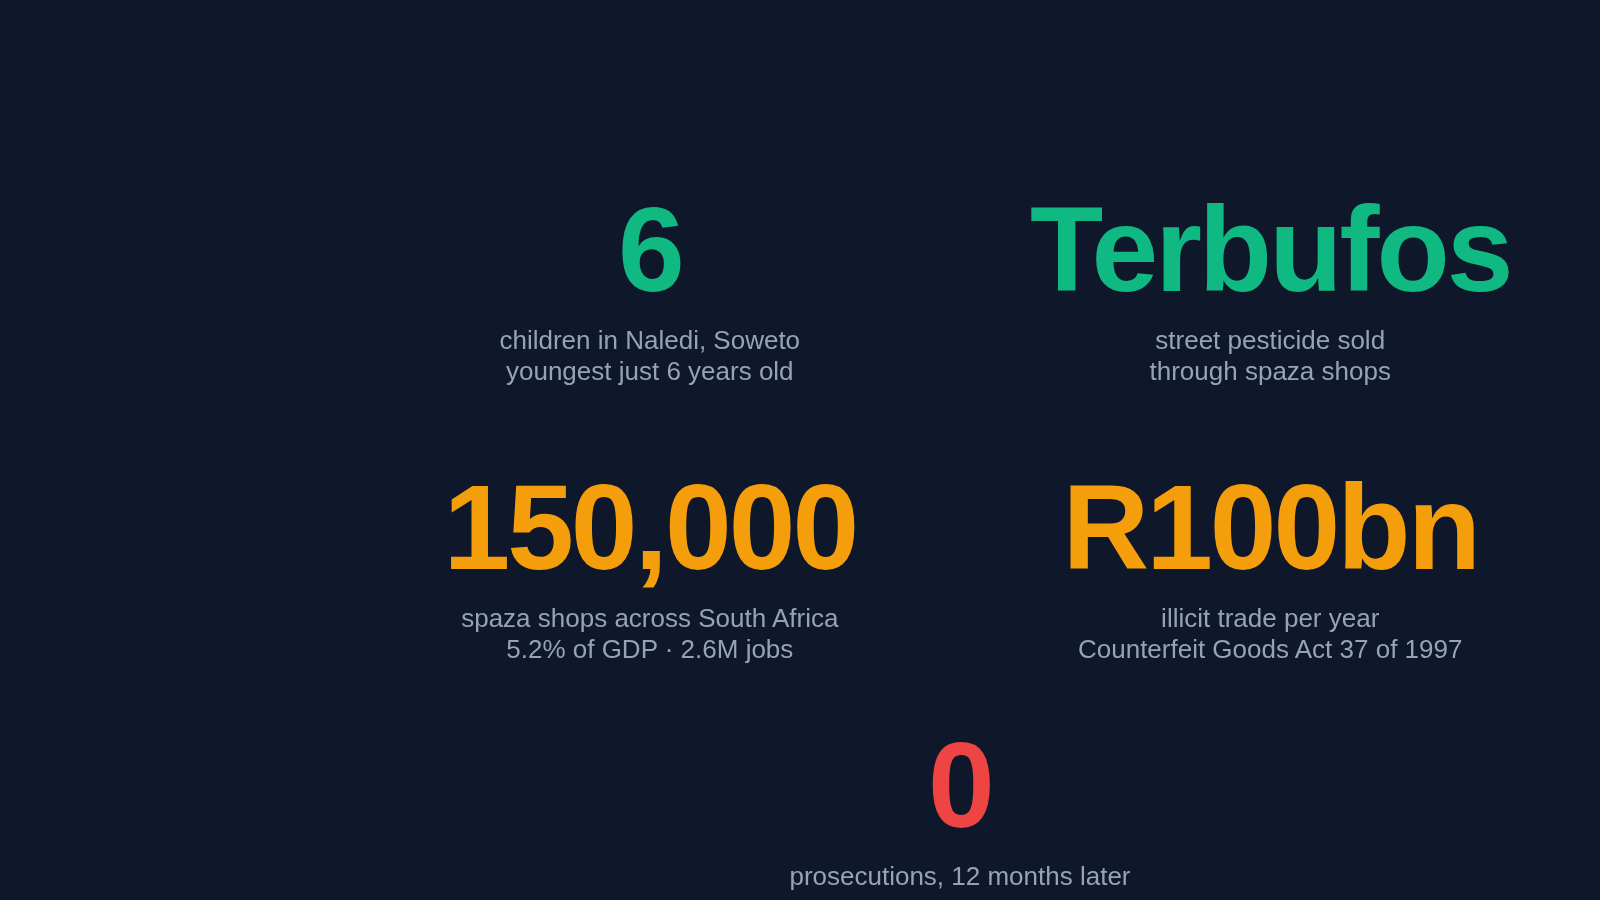 6
children in Naledi, Soweto
youngest just 6 years old
Terbufos
street pesticide sold
through spaza shops
150,000
spaza shops across South Africa
5.2% of GDP · 2.6M jobs
R100bn
illicit trade per year
Counterfeit Goods Act 37 of 1997
0
prosecutions, 12 months later